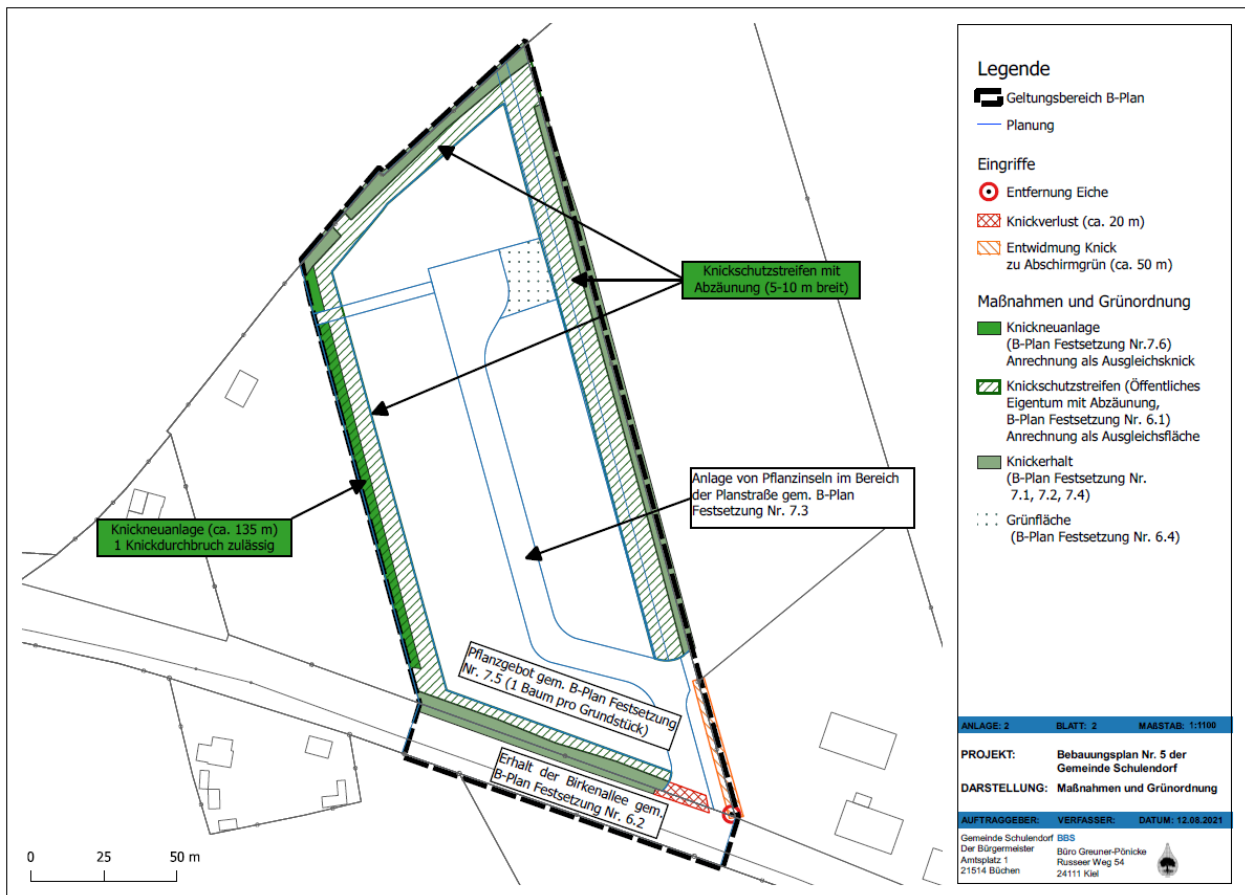 Knickschutzstreifen mit
Abzäunung (5-10 m breit)
Anlage von Pflanzinseln im Bereich
der Planstraße gem. B-Plan
Festsetzung Nr. 7.3
Knickneuanlage (ca. 135 m)
1 Knickdurchbruch zulässig
Pflanzgebot gem. B-Plan Festsetzung
Nr. 7.5 (1 Baum pro Grundstück)
Erhalt der Birkenallee gem.
B-Plan Festsetzung Nr. 6.2
0 25 50 m
Legende
Geltungsbereich B-Plan
Planung
Eingriffe
Entfernung Eiche
Knickverlust (ca. 20 m)
Entwidmung Knick
zu Abschirmgrün (ca. 50 m)
Maßnahmen und Grünordnung
Knickneuanlage
(B-Plan Festsetzung Nr.7.6)
Anrechnung als Ausgleichsknick
Knickschutzstreifen (Öffentliches
Eigentum mit Abzäunung,
B-Plan Festsetzung Nr. 6.1)
Anrechnung als Ausgleichsfläche
Knickerhalt
(B-Plan Festsetzung Nr.
7.1, 7.2, 7.4)
Grünfläche
(B-Plan Festsetzung Nr. 6.4)
ANLAGE: 2 BLATT: 2 MAßSTAB: 1:1100
PROJEKT: Bebauungsplan Nr. 5 der
Gemeinde Schulendorf
DARSTELLUNG: Maßnahmen und Grünordnung
AUFTRAGGEBER: VERFASSER: DATUM: 12.08.2021
Gemeinde Schulendorf BBS
Der Bürgermeister Büro Greuner-Pönicke
Amtsplatz 1 Russeer Weg 54
21514 Büchen 24111 Kiel